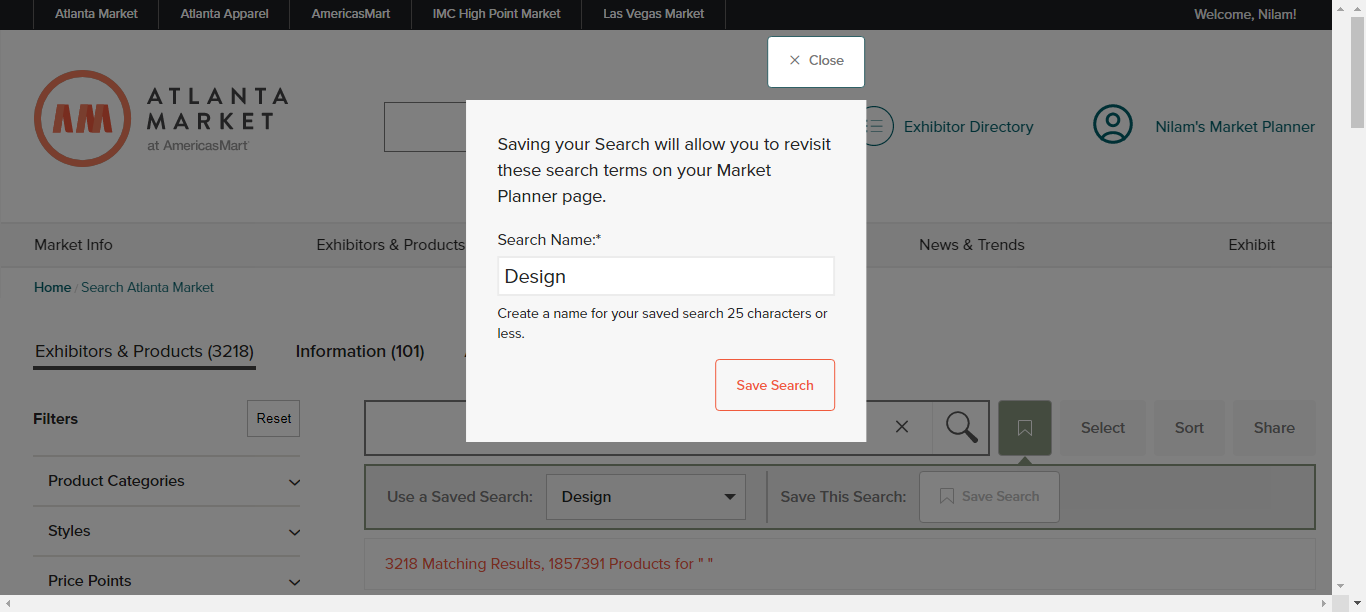 Atlanta Market
Atlanta Apparel
AmericasMart
IMC High Point Market
Las Vegas Market
Welcome, Nilam!
Close
ATLANTA
MARKET
at AmericasMart
Exhibitor Directory
Nilam's Market Planner
Saving your Search will allow you to revisit
these search terms on your Market
Planner page.
Search Name:*
Design
Create a name for your saved search 25 characters or
less.
Save Search
Market Info
Exhibitors & Products
News & Trends
Exhibit
Home / Search Atlanta Market
Exhibitors & Products (3218)
Information (101)
Filters
Reset
Product Categories
Styles
Price Points
Select
Sort
Share
Use a Saved Search:
Design
Save This Search:
Save Search
3218 Matching Results, 1857391 Products for " "